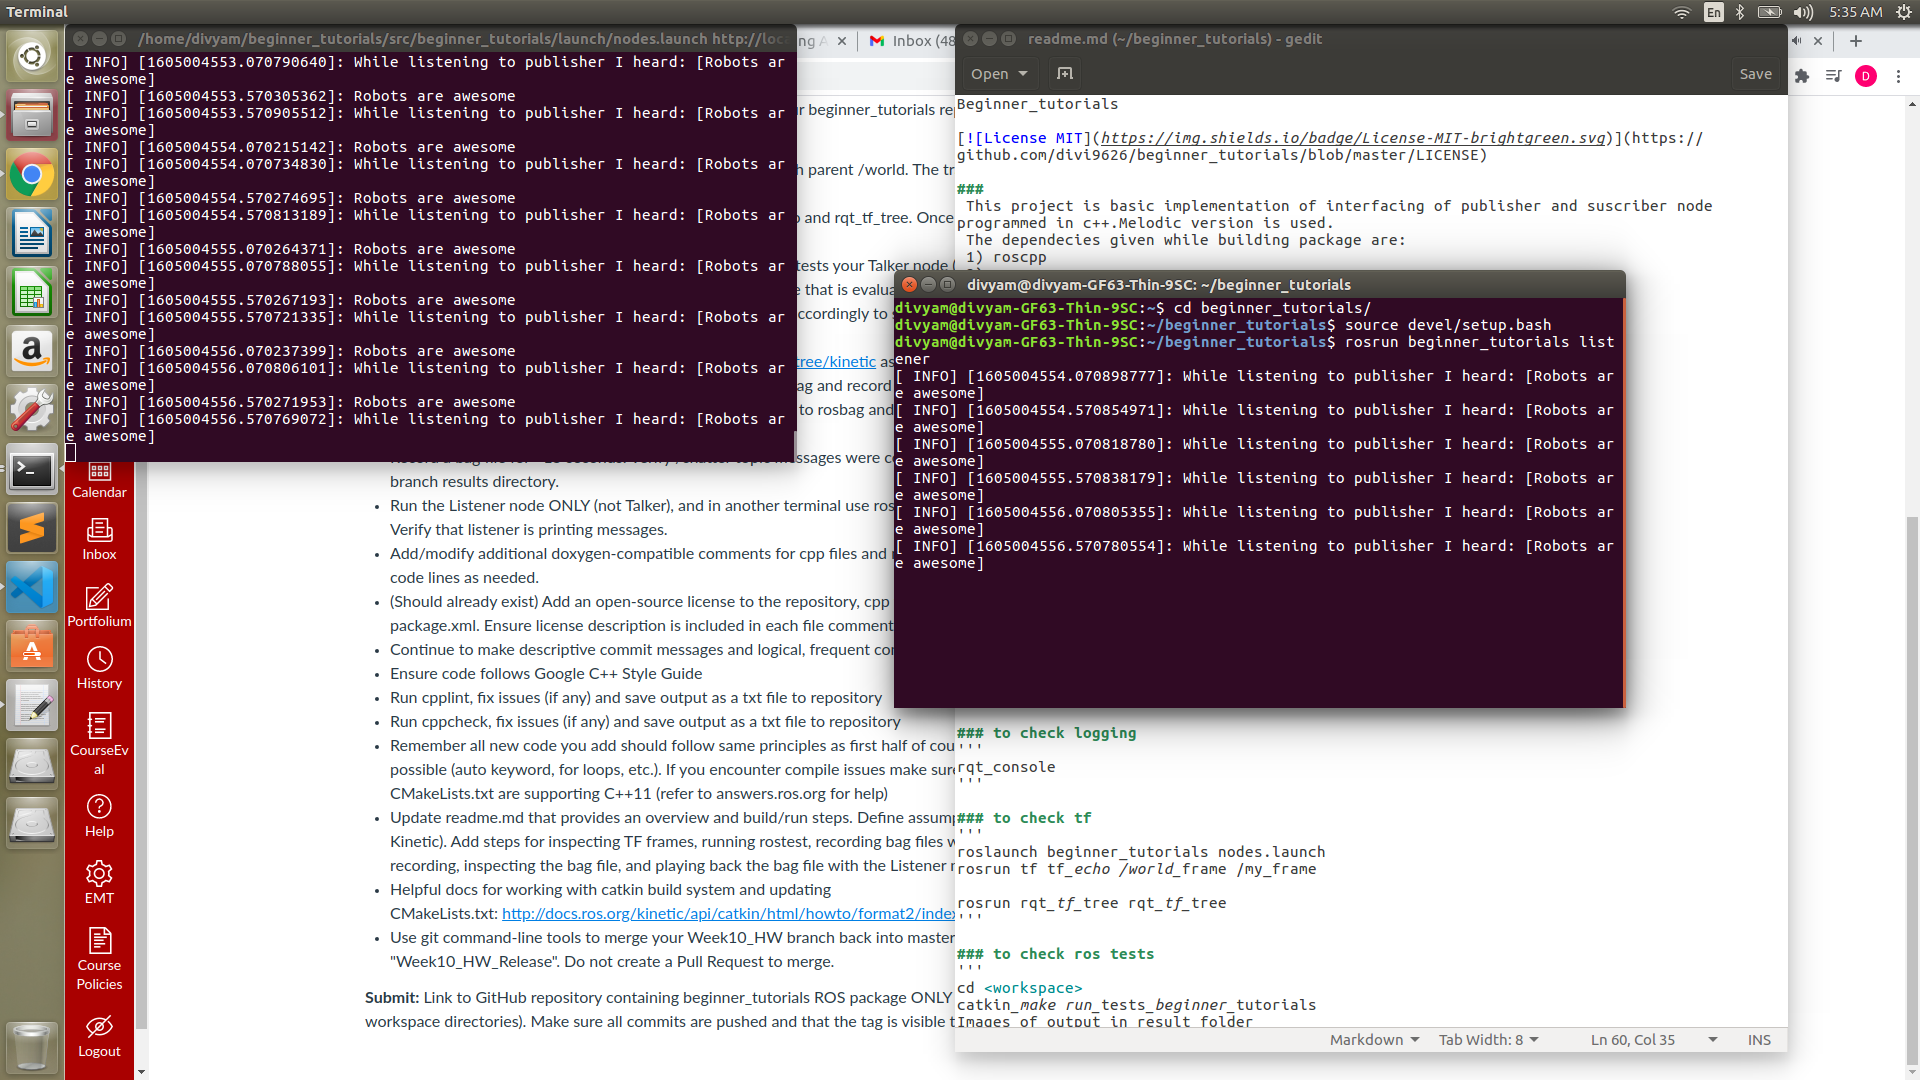 Terminal
En
5:35 AM
/home/divyam/beginner_tutorials/src/beginner_tutorials/launch/nodes.launch http://loc
[ INFO] [1605004553.070790640]: While listening to publisher I heard: [Robots ar
e awesome]
[ INFO] [1605004553.570305362]: Robots are awesome
[ INFO] [1605004553.570905512]: While listening to publisher I heard: [Robots ar
e awesome]
[ INFO] [1605004554.070215142]: Robots are awesome
[ INFO] [1605004554.070734830]: While listening to publisher I heard: [Robots ar
e awesome]
[ INFO] [1605004554.570274695]: Robots are awesome
[ INFO] [1605004554.570813189]: While listening to publisher I heard: [Robots ar
e awesome]
[ INFO] [1605004555.070264371]: Robots are awesome
[ INFO] [1605004555.070788055]: While listening to publisher I heard: [Robots ar
e awesome]
[ INFO] [1605004555.570267193]: Robots are awesome
[ INFO] [1605004555.570721335]: While listening to publisher I heard: [Robots ar
e awesome]
[ INFO] [1605004556.070237399]: Robots are awesome
[ INFO] [1605004556.070806101]: While listening to publisher I heard: [Robots ar
e awesome]
[ INFO] [1605004556.570271953]: Robots are awesome
[ INFO] [1605004556.570769072]: While listening to publisher I heard: [Robots ar
e awesome]
ng A
Inbox (48
D
r beginner_tutorials re
h parent /world. The tr
o and rqt_tf_tree. Once
tests your Talker node (
e that is evalua
ccordingly to s
tree/kinetic as
ag and record
to rosbag and
ssages were c
branch results directory.
• Run the Listener node ONLY (not Talker), and in another terminal use ros
Verify that listener is printing messages.
• Add/modify additional doxygen-compatible comments for cpp files and
code lines as needed.
• (Should already exist) Add an open-source license to the repository, cpp
package.xml. Ensure license description is included in each file comment
• Continue to make descriptive commit messages and logical, frequent co
• Ensure code follows Google C++ Style Guide
• Run cpplint, fix issues (if any) and save output as a txt file to repository
• Run cppcheck, fix issues (if any) and save output as a txt file to repository
• Remember all new code you add should follow same principles as first half of cou
possible (auto keyword, for loops, etc.). If you encounter compile issues make sure
CMakeLists.txt are supporting C++11 (refer to answers.ros.org for help)
• Update readme.md that provides an overview and build/run steps. Define assump
Kinetic). Add steps for inspecting TF frames, running rostest, recording bag files w
recording, inspecting the bag file, and playing back the bag file with the Listener
• Helpful docs for working with catkin build system and updating
CMakeLists.txt: http://docs.ros.org/kinetic/api/catkin/html/howto/format2/index
• Use git command-line tools to merge your Week10_HW branch back into master
"Week10_HW_Release". Do not create a Pull Request to merge.
Submit: Link to GitHub repository containing beginner_tutorials ROS package ONLY
workspace directories). Make sure all commits are pushed and that the tag is visible t
Calendar
Inbox
Portfolium
History
CourseEv
al
Help
EMT
Course
Policies
Logout
readme.md (~/beginner_tutorials) - gedit
Open
Save
Beginner_tutorials
[![License MIT](https://img.shields.io/badge/License-MIT-brightgreen.svg)](https://
github.com/divi9626/beginner_tutorials/blob/master/LICENSE)
###
This project is basic implementation of interfacing of publisher and suscriber node
programmed in c++.Melodic version is used.
The dependecies given while building package are:
1) roscpp
divyam@divyam-GF63-Thin-9SC: ~/beginner_tutorials
divyam@divyam-GF63-Thin-9SC:~$ cd beginner_tutorials/
divyam@divyam-GF63-Thin-9SC:~/beginner_tutorials$ source devel/setup.bash
divyam@divyam-GF63-Thin-9SC:~/beginner_tutorials$ rosrun beginner_tutorials list
ener
[ INFO] [1605004554.070898777]: While listening to publisher I heard: [Robots ar
e awesome]
[ INFO] [1605004554.570854971]: While listening to publisher I heard: [Robots ar
e awesome]
[ INFO] [1605004555.070818780]: While listening to publisher I heard: [Robots ar
e awesome]
[ INFO] [1605004555.570838179]: While listening to publisher I heard: [Robots ar
e awesome]
[ INFO] [1605004556.070805355]: While listening to publisher I heard: [Robots ar
e awesome]
[ INFO] [1605004556.570780554]: While listening to publisher I heard: [Robots ar
e awesome]
### to check logging
'''
rqt_console
'''
### to check tf
'''
roslaunch beginner_tutorials nodes.launch
rosrun tf tf_echo /world_frame /my_frame
rosrun rqt_tf_tree rqt_tf_tree
'''
### to check ros tests
'''
cd <workspace>
catkin_make run_tests_beginner_tutorials
Images of output in result folder
Markdown
Tab Width: 8
Ln 60, Col 35
INS